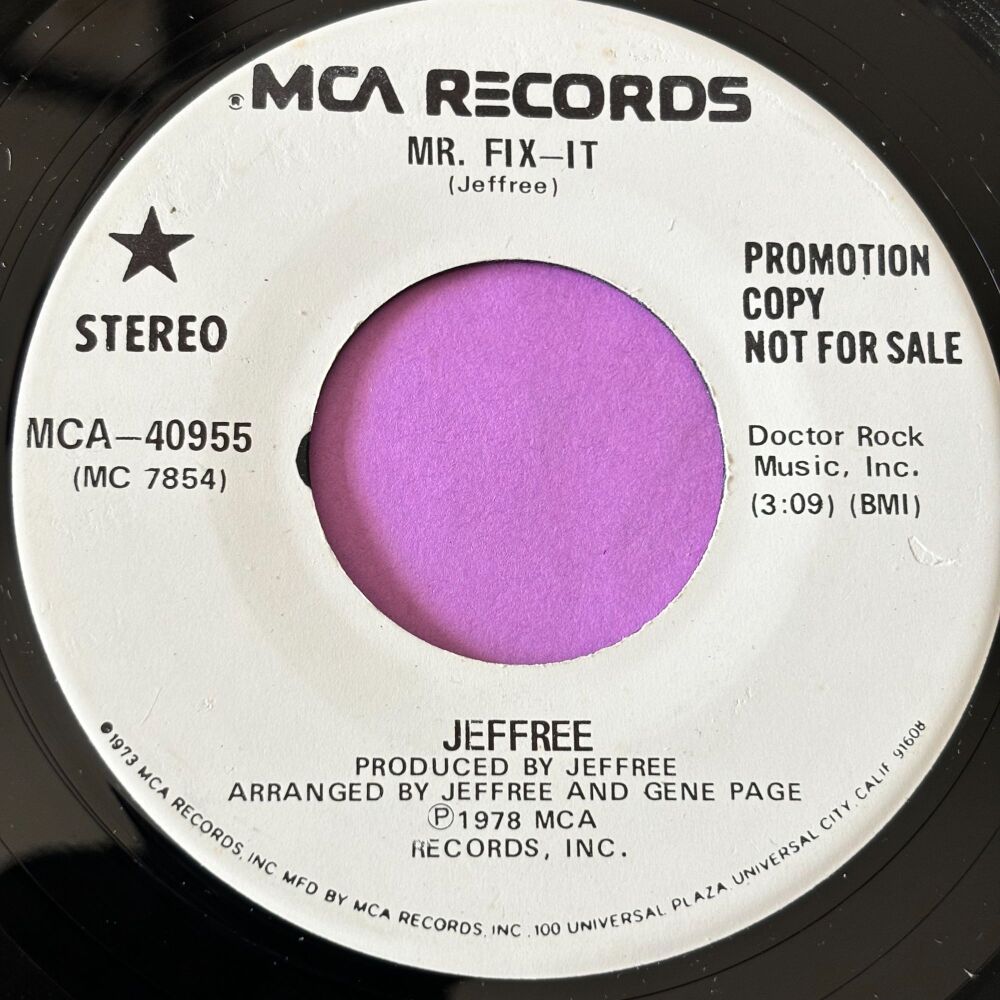 ® MCA RECORDS
MR. FIX—IT
(Jeffree)
STEREO
PROMOTION
COPY
NOT FOR SALE
MCA—40955
(MC 7854)
Doctor Rock
Music, Inc.
(3:09) (BMI)
JEFFREE
PRODUCED BY JEFFREE
ARRANGED BY JEFFREE AND GENE PAGE
Ⓟ1978 MCA
RECORDS, INC.
©1973 MCA RECORDS, INC MFD BY MCA RECORDS, INC ,100 UNIVERSAL PLAZA UNIVERSAL CITY, CALIF 91608